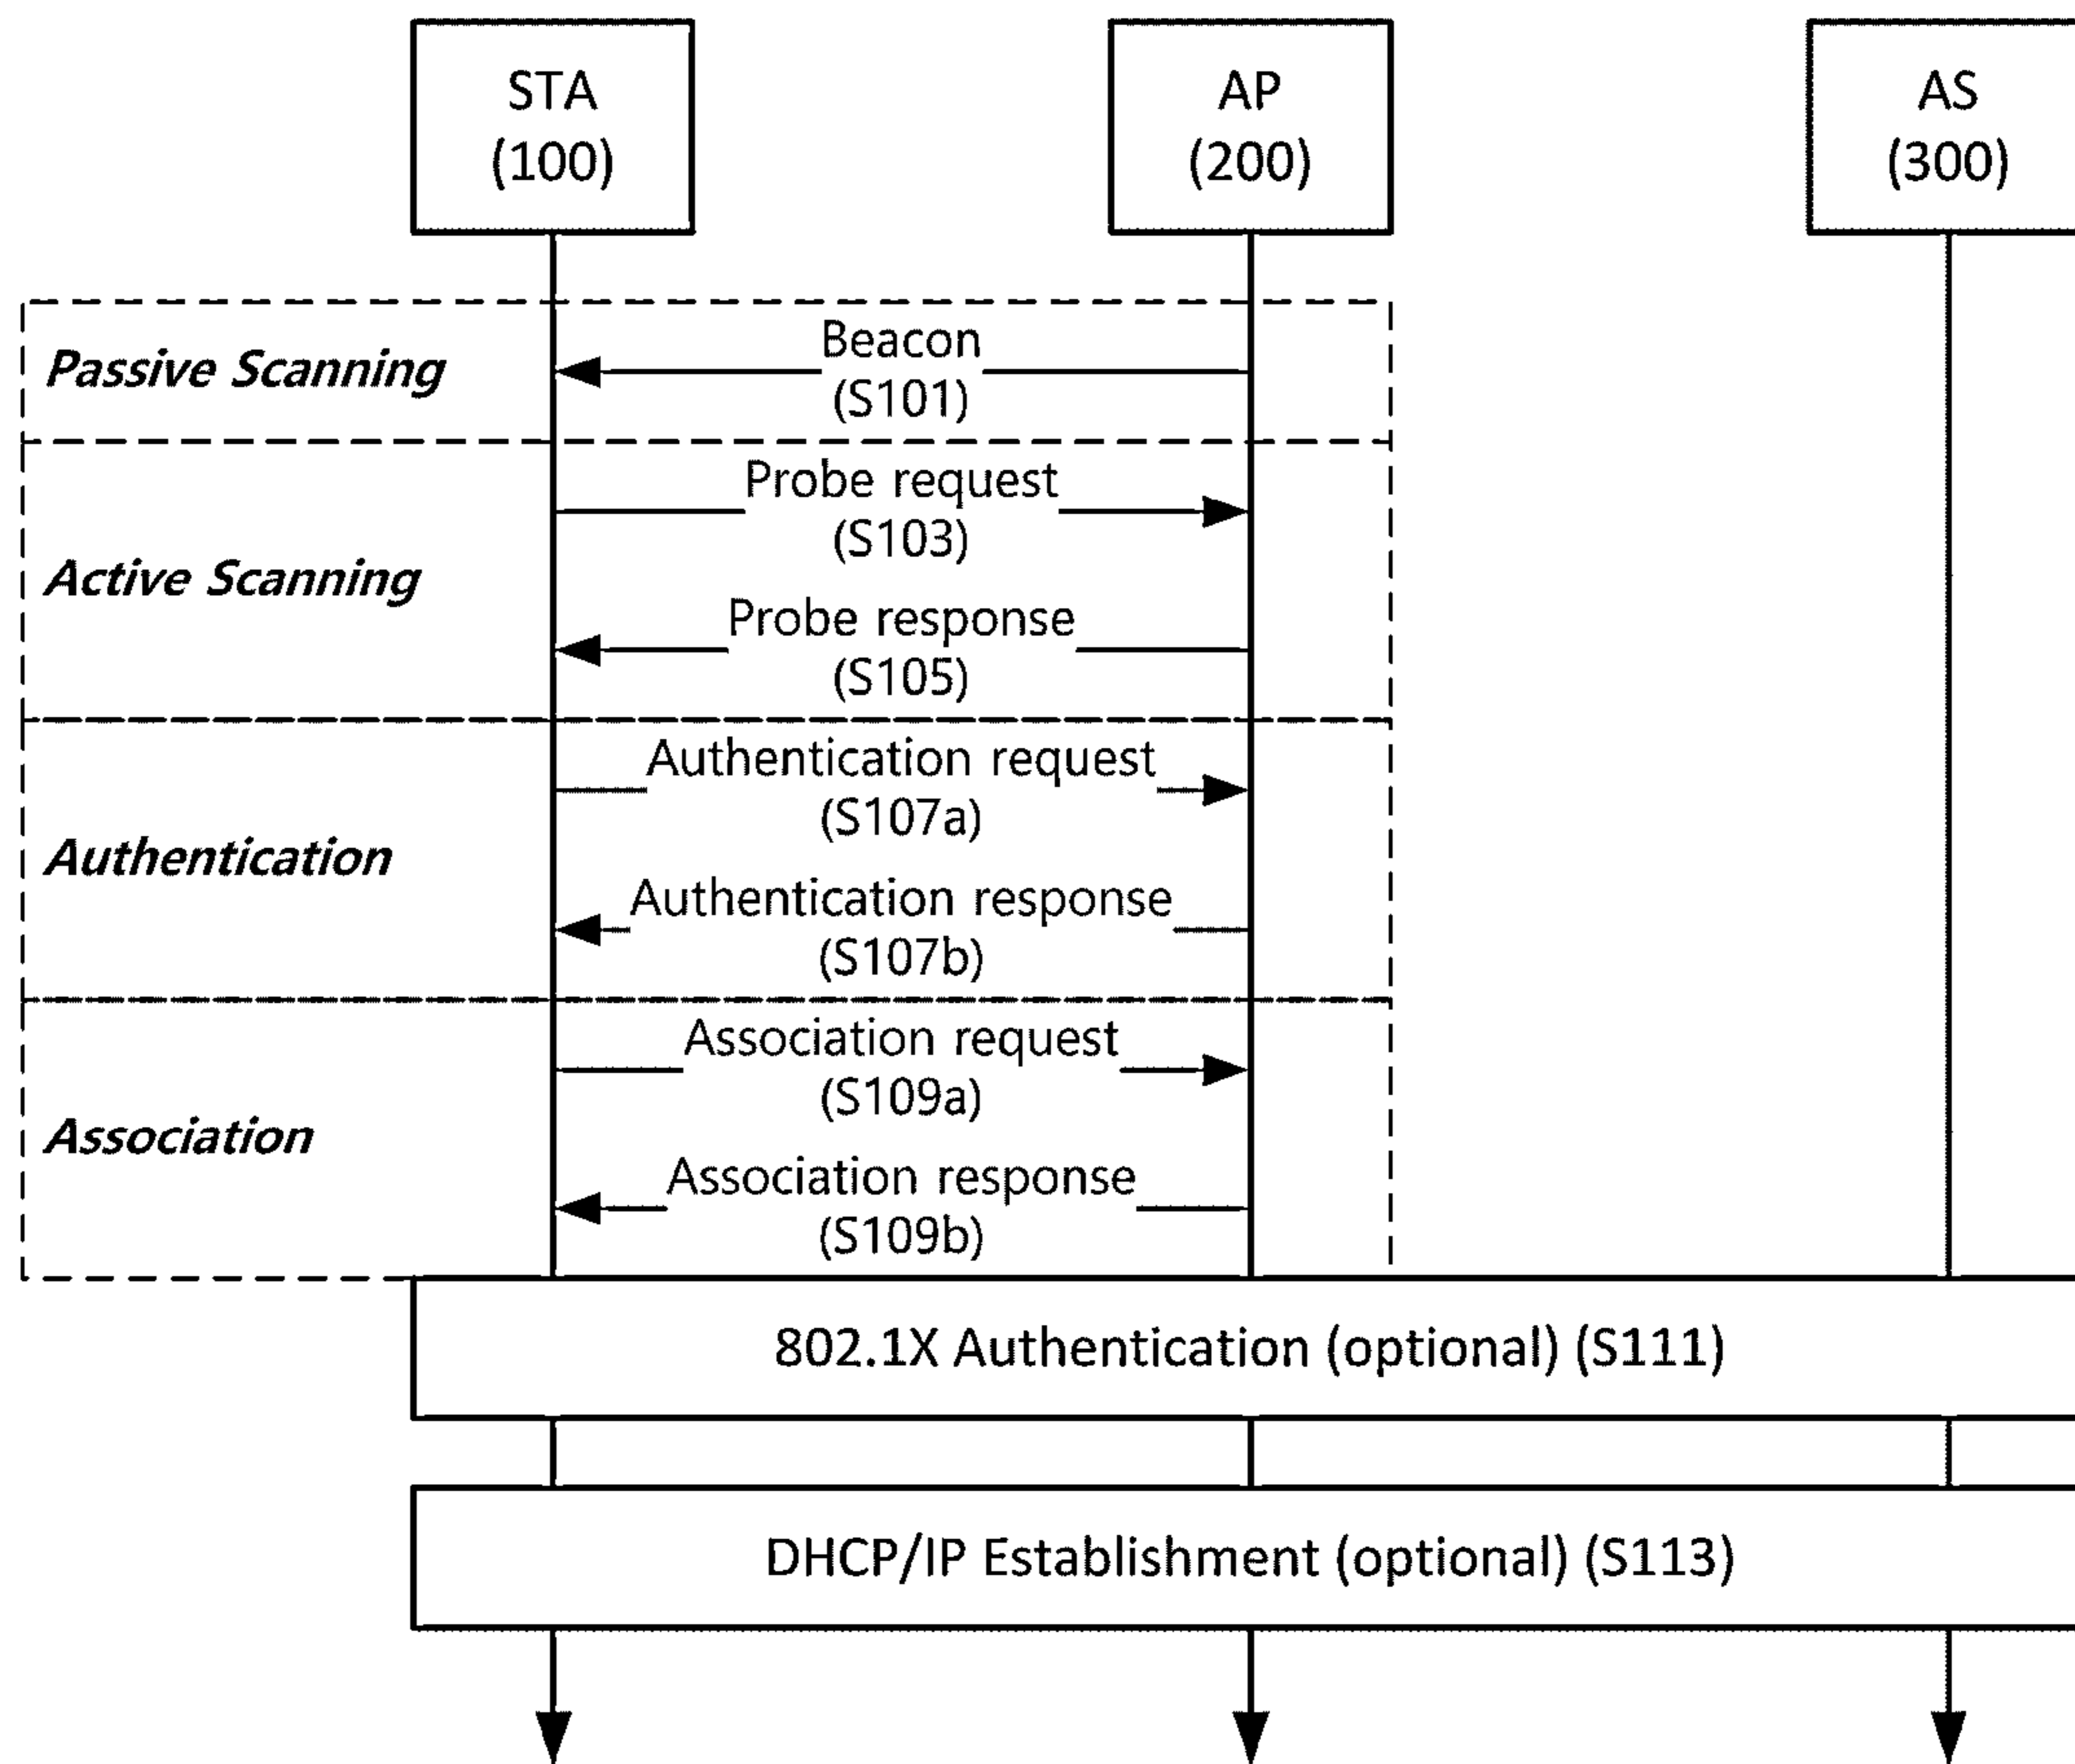 STA
(100)
AP
(200)
AS
(300)
Passive Scanning
Beacon
(S101)
Active Scanning
Probe request
(S103)
Probe response
(S105)
Authentication
Authentication request
(S107a)
Authentication response
(S107b)
Association
Association request
(S109a)
Association response
(S109b)
802.1X Authentication (optional) (S111)
DHCP/IP Establishment (optional) (S113)